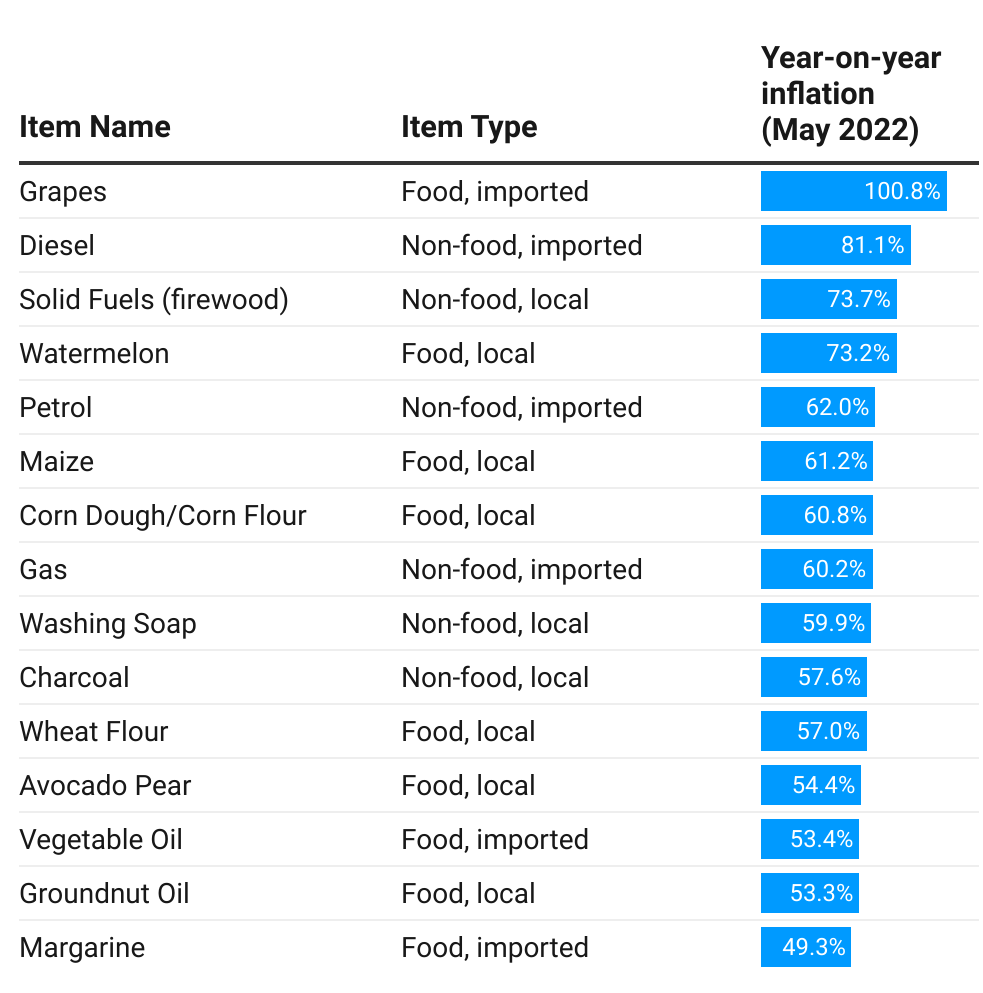 Item Name Item Type Year-on-year
inflation
(May 2022)
Grapes Food, imported 100.8%
Diesel Non-food, imported 81.1%
Solid Fuels (firewood) Non-food, local 73.7%
Watermelon Food, local 73.2%
Petrol Non-food, imported 62.0%
Maize Food, local 61.2%
Corn Dough/Corn Flour Food, local 60.8%
Gas Non-food, imported 60.2%
Washing Soap Non-food, local 59.9%
Charcoal Non-food, local 57.6%
Wheat Flour Food, local 57.0%
Avocado Pear Food, local 54.4%
Vegetable Oil Food, imported 53.4%
Groundnut Oil Food, local 53.3%
Margarine Food, imported 49.3%